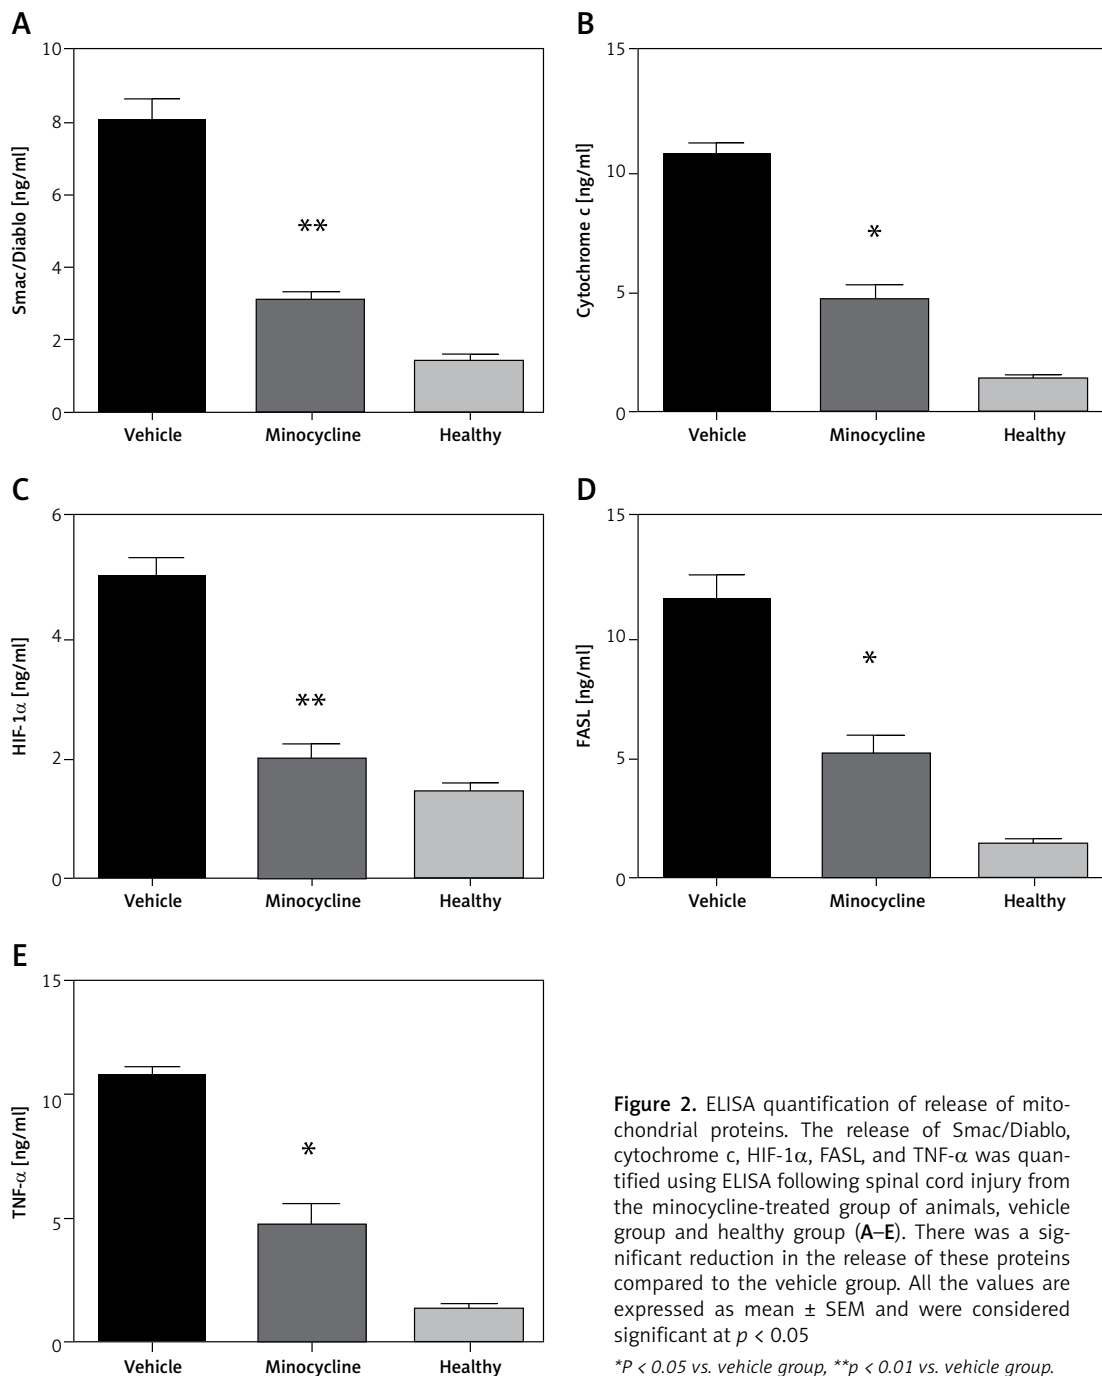 A
10
8
6
4
2
0
Smac/Diablo [ng/ml]
**
Vehicle Minocycline Healthy
B
15
10
5
0
Cytochrome c [ng/ml]
*
Vehicle Minocycline Healthy
C
6
4
2
0
HIF-1α [ng/ml]
**
Vehicle Minocycline Healthy
D
15
10
5
0
FASL [ng/ml]
*
Vehicle Minocycline Healthy
E
15
10
5
0
TNF-α [ng/ml]
*
Vehicle Minocycline Healthy
Figure 2. ELISA quantification of release of mito-
chondrial proteins. The release of Smac/Diablo,
cytochrome c, HIF-1α, FASL, and TNF-α was quan-
tified using ELISA following spinal cord injury from
the minocycline-treated group of animals, vehicle
group and healthy group (A–E). There was a sig-
nificant reduction in the release of these proteins
compared to the vehicle group. All the values are
expressed as mean ± SEM and were considered
significant at p < 0.05
*P < 0.05 vs. vehicle group, **p < 0.01 vs. vehicle group.